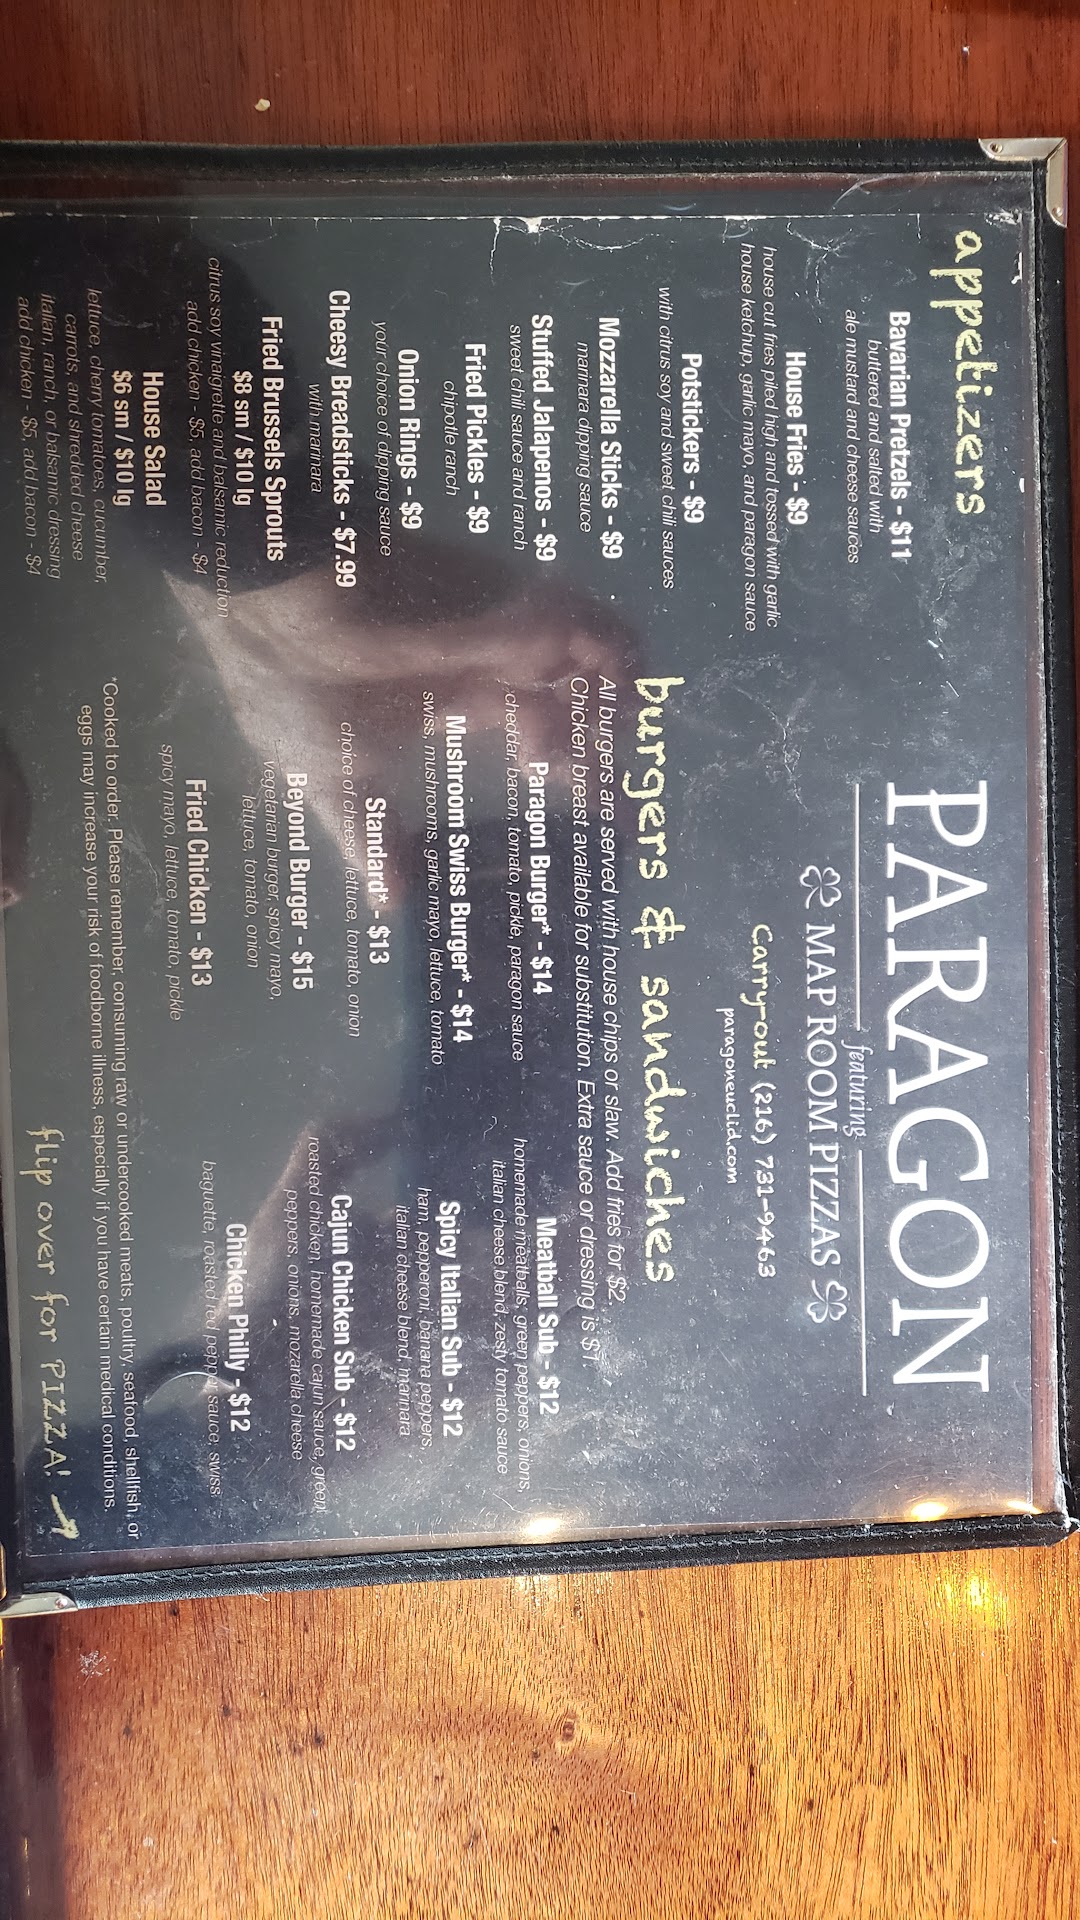 PARAGON
featuring
MAP ROOM PIZZAS
Carry-out (216) 731-9463
paragoneuclid.com
appetizers
Bavarian Pretzels - $11
buttered and salted with
ale mustard and cheese sauces
House Fries - $9
house cut fries piled high and tossed with garlic
house ketchup, garlic mayo, and paragon sauce
Potstickers - $9
with citrus soy and sweet chili sauces
Mozzarella Sticks - $9
marinara dipping sauce
Stuffed Jalapenos - $9
sweet chili sauce and ranch
Fried Pickles - $9
chipotle ranch
Onion Rings - $9
your choice of dipping sauce
Cheesy Breadsticks - $7.99
with marinara
Fried Brussels Sprouts
$8 sm / $10 lg
citrus soy vinaigrette and balsamic reduction
add chicken - $5, add bacon - $4
House Salad
$6 sm / $10 lg
lettuce, cherry tomatoes, cucumber,
carrots, and shredded cheese
italian, ranch, or balsamic dressing
add chicken - $5, add bacon - $4
burgers & sandwiches
All burgers are served with house chips or slaw. Add fries for $2.
Chicken breast available for substitution. Extra sauce or dressing is $1.
Paragon Burger* - $14
cheddar, bacon, tomato, pickle, paragon sauce
Mushroom Swiss Burger* - $14
swiss, mushrooms, garlic mayo, lettuce, tomato
Standard* - $13
choice of cheese, lettuce, tomato, onion
Beyond Burger - $15
vegetarian burger, spicy mayo,
lettuce, tomato, onion
Fried Chicken - $13
spicy mayo, lettuce, tomato, pickle
Meatball Sub - $12
homemade meatballs, green peppers, onions,
italian cheese blend, zesty tomato sauce
Spicy Italian Sub - $12
ham, pepperoni, banana peppers,
italian cheese blend, marinara
Cajun Chicken Sub - $12
roasted chicken, homemade cajun sauce, green
peppers, onions, mozarella cheese
Chicken Philly - $12
baguette, roasted red pepper sauce, swiss
*Cooked to order. Please remember, consuming raw or undercooked meats, poultry, seafood, shellfish, or
eggs may increase your risk of foodborne illness, especially if you have certain medical conditions.
flip over for PIZZA!